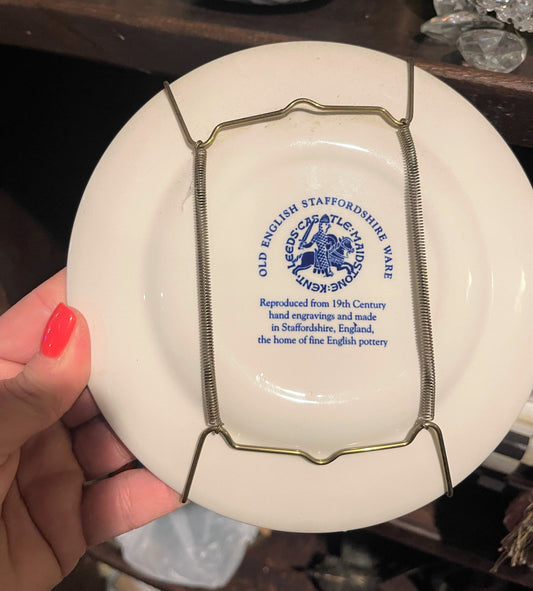 OLD ENGLISH STAFFORDSHIRE WARE
LEEDS·CASTLE·MAIDSTONE·KENT·
Reproduced from 19th Century
hand engravings and made
in Staffordshire, England,
the home of fine English pottery